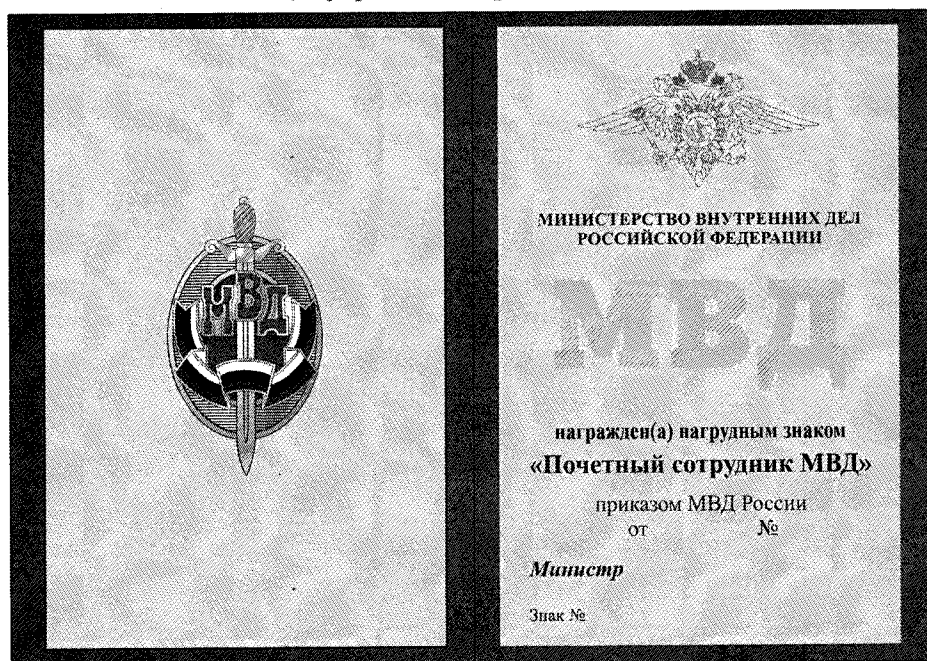 МВД
МИНИСТЕРСТВО ВНУТРЕННИХ ДЕЛ
РОССИЙСКОЙ ФЕДЕРАЦИИ
МВД
награжден(а) нагрудным знаком
«Почетный сотрудник МВД»
приказом МВД России
от №
Министр
Знак №